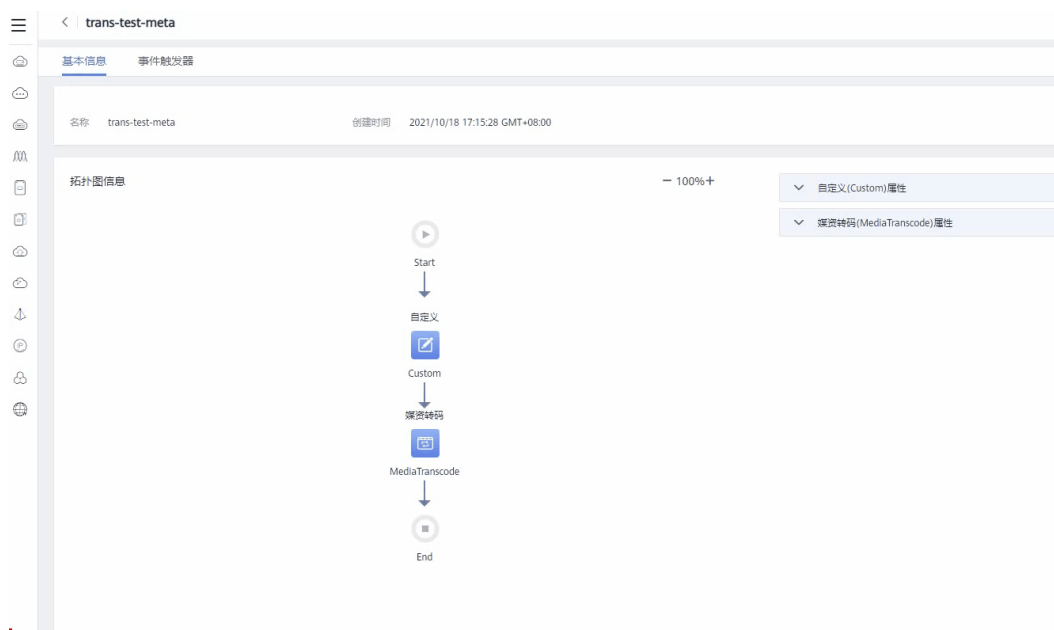 trans-test-meta
基本信息 事件触发器
名称 trans-test-meta 创建时间 2021/10/18 17:15:28 GMT+08:00
拓扑图信息 100% 自定义(Custom)属性
媒资转码(MediaTranscode)属性
Start
自定义
Custom
媒资转码
MediaTranscode
End